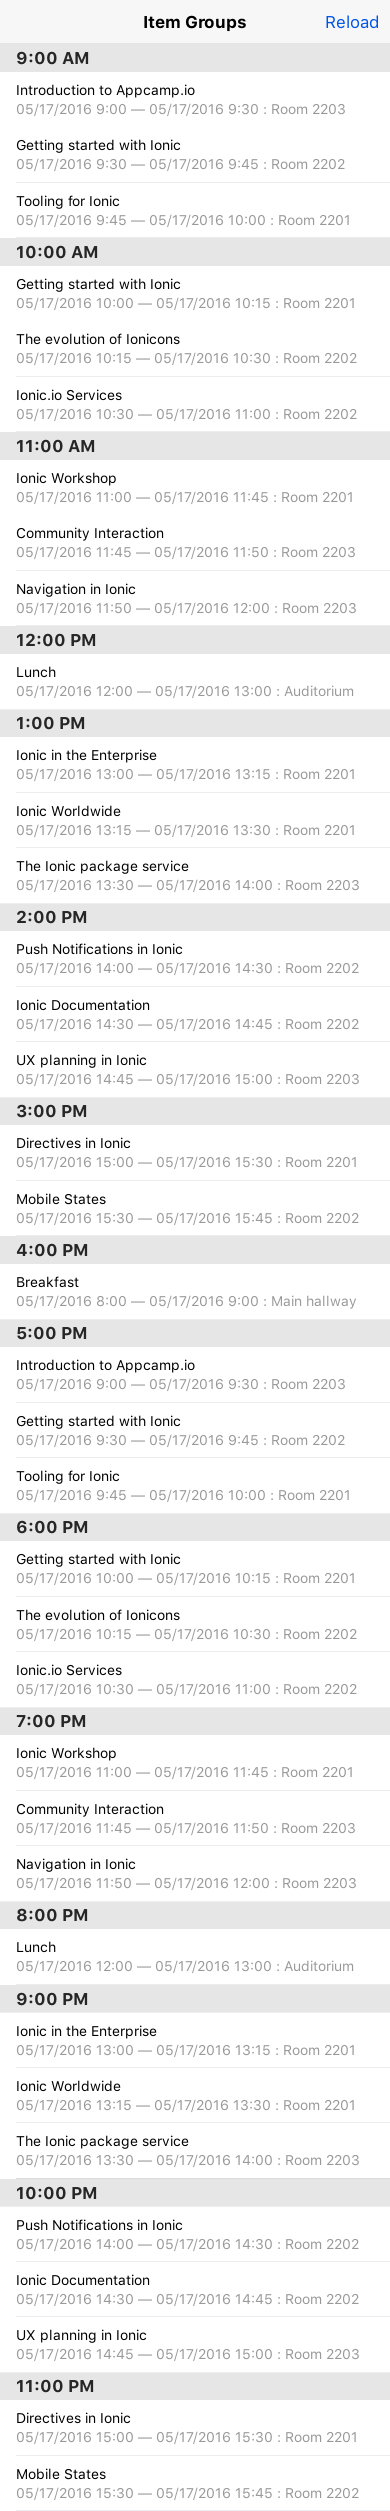 Item Groups
Reload
9:00 AM
Introduction to Appcamp.io
05/17/2016 9:00 — 05/17/2016 9:30 : Room 2203
Getting started with Ionic
05/17/2016 9:30 — 05/17/2016 9:45 : Room 2202
Tooling for Ionic
05/17/2016 9:45 — 05/17/2016 10:00 : Room 2201
10:00 AM
Getting started with Ionic
05/17/2016 10:00 — 05/17/2016 10:15 : Room 2201
The evolution of Ionicons
05/17/2016 10:15 — 05/17/2016 10:30 : Room 2202
Ionic.io Services
05/17/2016 10:30 — 05/17/2016 11:00 : Room 2202
11:00 AM
Ionic Workshop
05/17/2016 11:00 — 05/17/2016 11:45 : Room 2201
Community Interaction
05/17/2016 11:45 — 05/17/2016 11:50 : Room 2203
Navigation in Ionic
05/17/2016 11:50 — 05/17/2016 12:00 : Room 2203
12:00 PM
Lunch
05/17/2016 12:00 — 05/17/2016 13:00 : Auditorium
1:00 PM
Ionic in the Enterprise
05/17/2016 13:00 — 05/17/2016 13:15 : Room 2201
Ionic Worldwide
05/17/2016 13:15 — 05/17/2016 13:30 : Room 2201
The Ionic package service
05/17/2016 13:30 — 05/17/2016 14:00 : Room 2203
2:00 PM
Push Notifications in Ionic
05/17/2016 14:00 — 05/17/2016 14:30 : Room 2202
Ionic Documentation
05/17/2016 14:30 — 05/17/2016 14:45 : Room 2202
UX planning in Ionic
05/17/2016 14:45 — 05/17/2016 15:00 : Room 2203
3:00 PM
Directives in Ionic
05/17/2016 15:00 — 05/17/2016 15:30 : Room 2201
Mobile States
05/17/2016 15:30 — 05/17/2016 15:45 : Room 2202
4:00 PM
Breakfast
05/17/2016 8:00 — 05/17/2016 9:00 : Main hallway
5:00 PM
Introduction to Appcamp.io
05/17/2016 9:00 — 05/17/2016 9:30 : Room 2203
Getting started with Ionic
05/17/2016 9:30 — 05/17/2016 9:45 : Room 2202
Tooling for Ionic
05/17/2016 9:45 — 05/17/2016 10:00 : Room 2201
6:00 PM
Getting started with Ionic
05/17/2016 10:00 — 05/17/2016 10:15 : Room 2201
The evolution of Ionicons
05/17/2016 10:15 — 05/17/2016 10:30 : Room 2202
Ionic.io Services
05/17/2016 10:30 — 05/17/2016 11:00 : Room 2202
7:00 PM
Ionic Workshop
05/17/2016 11:00 — 05/17/2016 11:45 : Room 2201
Community Interaction
05/17/2016 11:45 — 05/17/2016 11:50 : Room 2203
Navigation in Ionic
05/17/2016 11:50 — 05/17/2016 12:00 : Room 2203
8:00 PM
Lunch
05/17/2016 12:00 — 05/17/2016 13:00 : Auditorium
9:00 PM
Ionic in the Enterprise
05/17/2016 13:00 — 05/17/2016 13:15 : Room 2201
Ionic Worldwide
05/17/2016 13:15 — 05/17/2016 13:30 : Room 2201
The Ionic package service
05/17/2016 13:30 — 05/17/2016 14:00 : Room 2203
10:00 PM
Push Notifications in Ionic
05/17/2016 14:00 — 05/17/2016 14:30 : Room 2202
Ionic Documentation
05/17/2016 14:30 — 05/17/2016 14:45 : Room 2202
UX planning in Ionic
05/17/2016 14:45 — 05/17/2016 15:00 : Room 2203
11:00 PM
Directives in Ionic
05/17/2016 15:00 — 05/17/2016 15:30 : Room 2201
Mobile States
05/17/2016 15:30 — 05/17/2016 15:45 : Room 2202